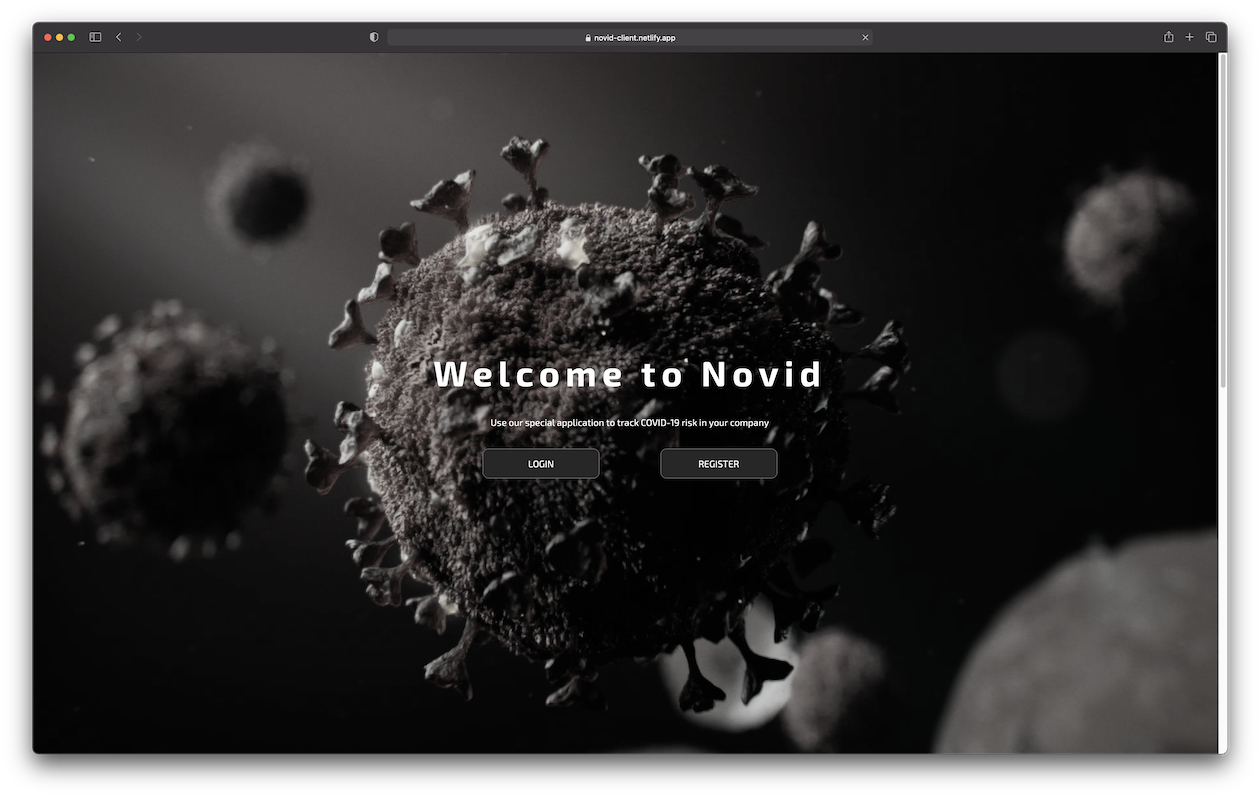 novid-client.netlify.app
Welcome to Novid
Use our special application to track COVID-19 risk in your company
LOGIN
REGISTER